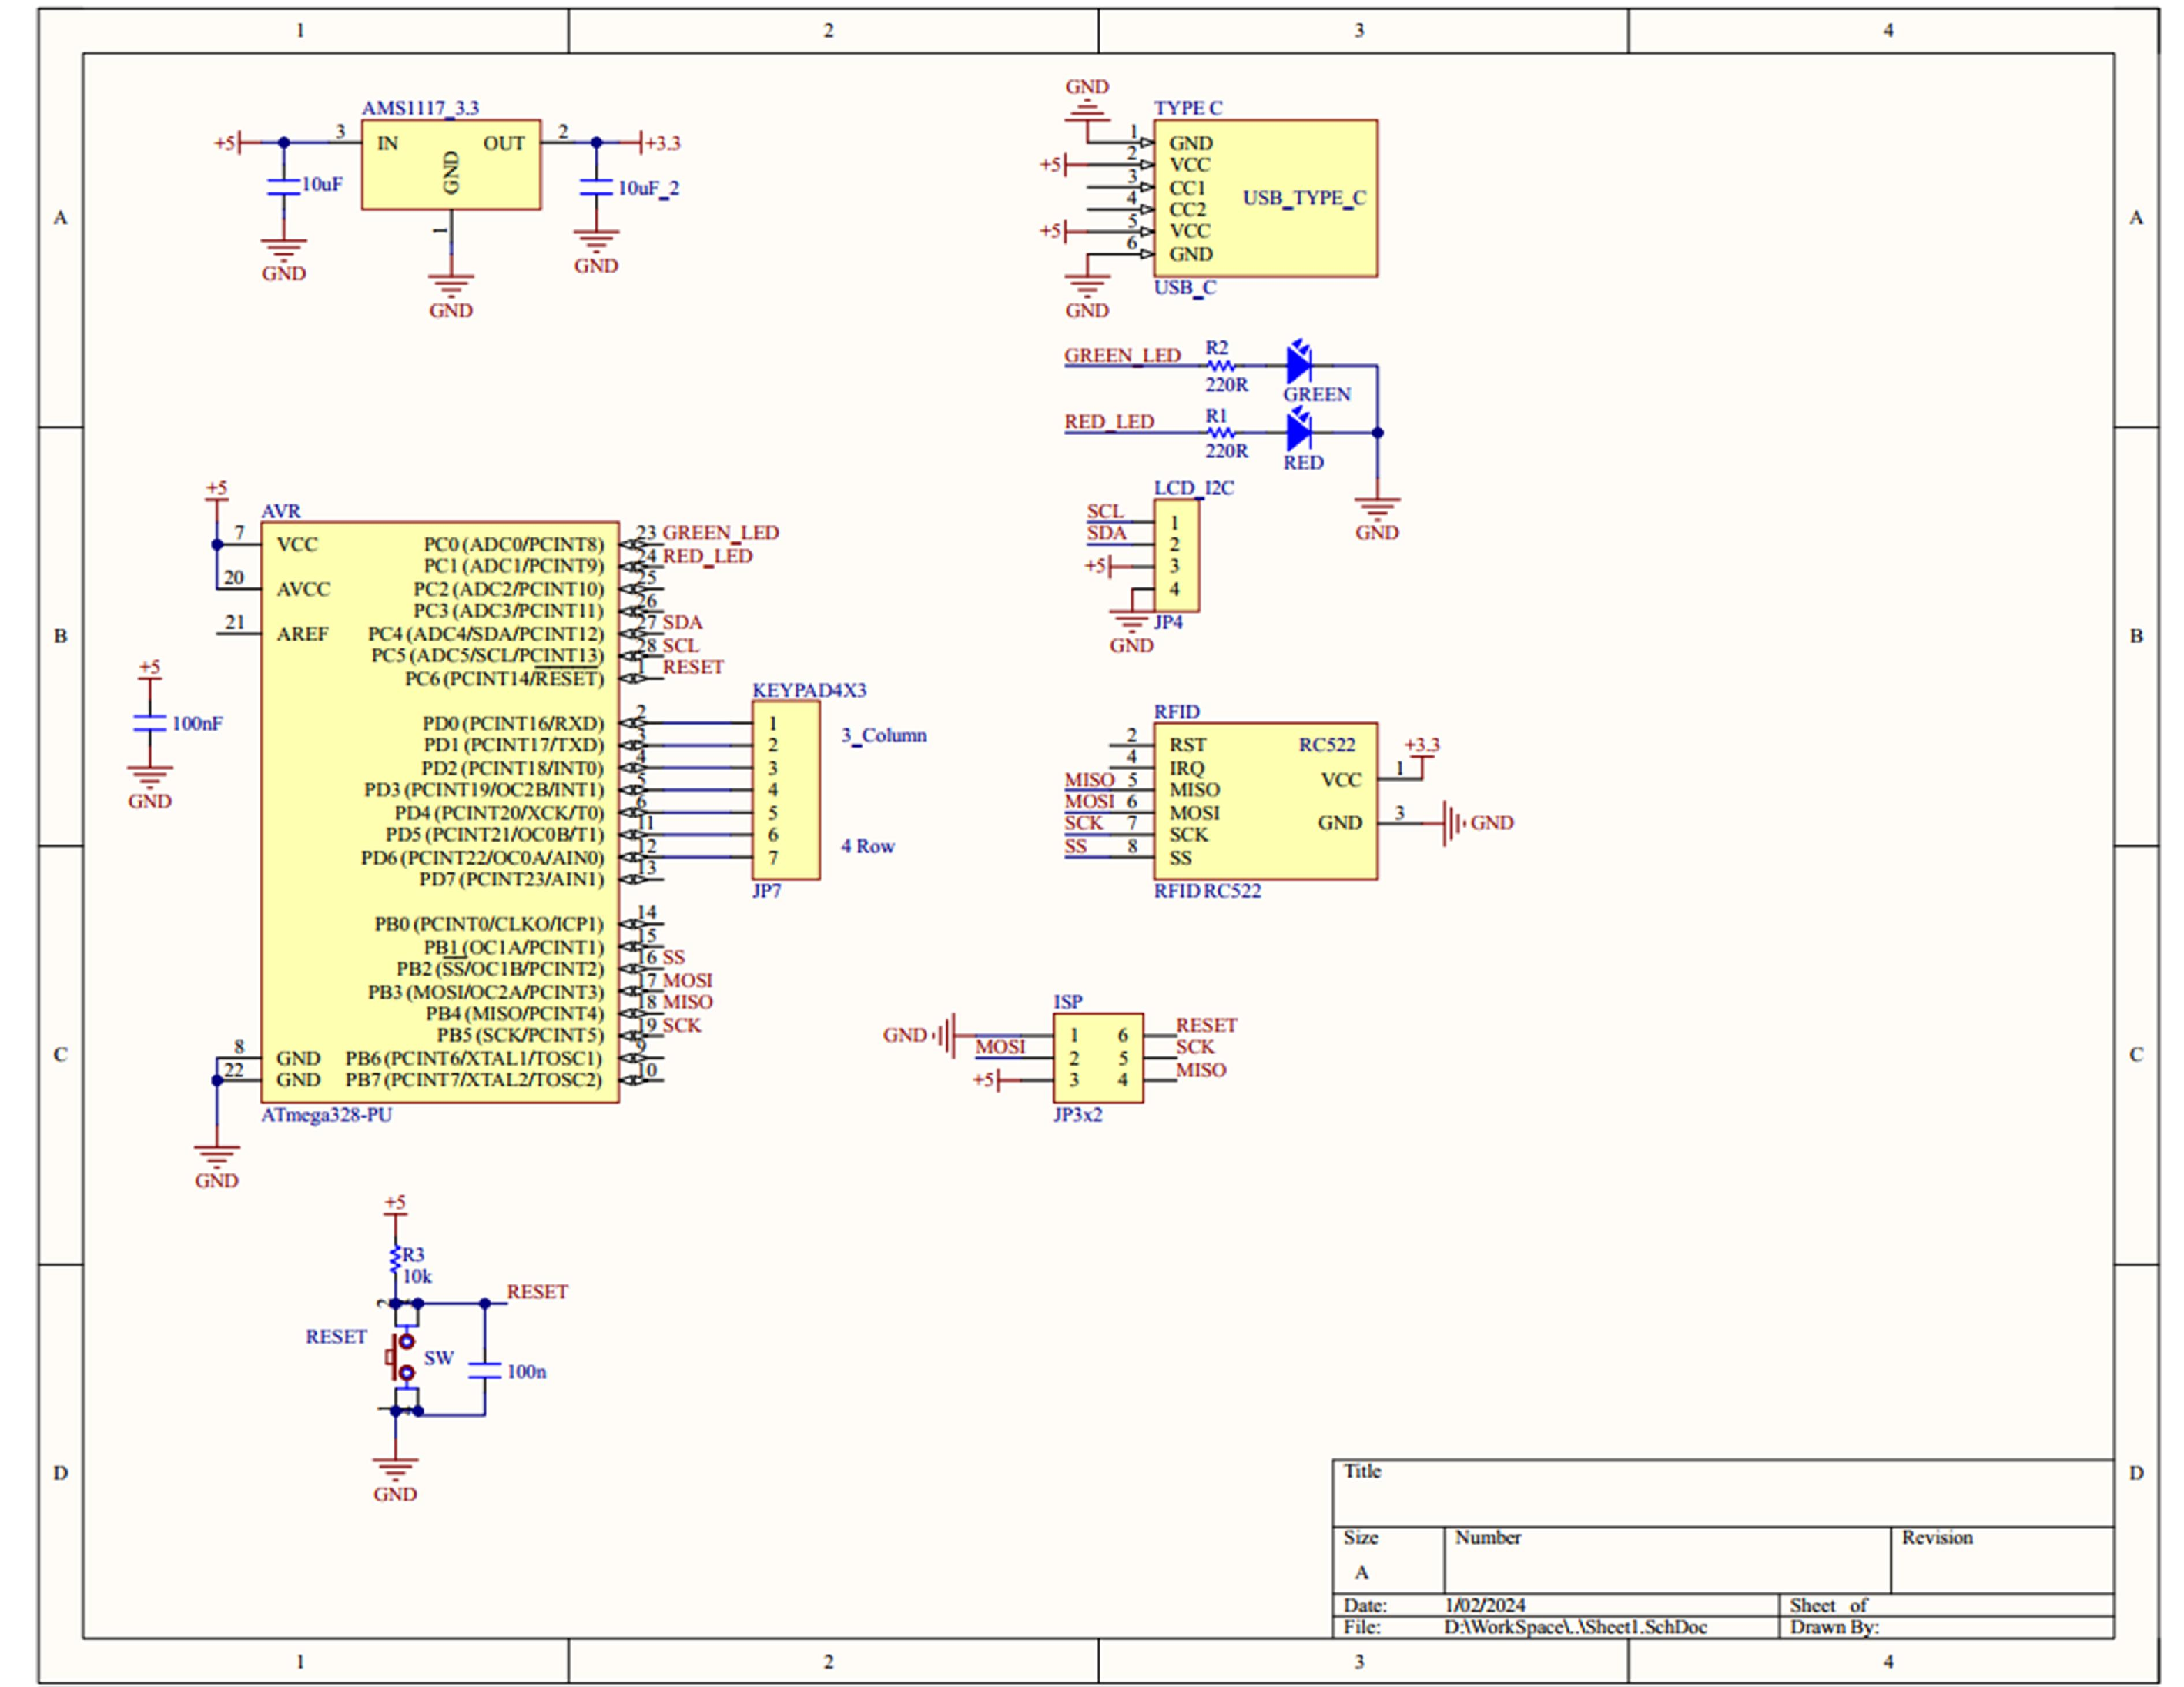 1 2 3 4
A
A
B
B
C
C
D
D
AMS1117_3.3
+5 3 IN OUT 2 +3.3
GND
10uF
10uF_2
1
GND
GND
GND
GND
TYPE C
1 GND
+5 2 VCC
3 CC1
4 CC2
USB_TYPE_C
+5 5 VCC
6 GND
USB_C
GND
GREEN_LED R2
220R
GREEN
RED_LED R1
220R
RED
GND
LCD_I2C
SCL 1
SDA 2
+5 3
4
JP4
GND
+5
AVR
7 VCC
20 AVCC
21 AREF
PC0 (ADC0/PCINT8) 23 GREEN_LED
PC1 (ADC1/PCINT9) 24 RED_LED
PC2 (ADC2/PCINT10) 25
PC3 (ADC3/PCINT11) 26
PC4 (ADC4/SDA/PCINT12) 27 SDA
PC5 (ADC5/SCL/PCINT13) 28 SCL
PC6 (PCINT14/RESET) 1 RESET
PD0 (PCINT16/RXD) 2
PD1 (PCINT17/TXD) 3
PD2 (PCINT18/INT0) 4
PD3 (PCINT19/OC2B/INT1) 5
PD4 (PCINT20/XCK/T0) 6
PD5 (PCINT21/OC0B/T1) 11
PD6 (PCINT22/OC0A/AIN0) 12
PD7 (PCINT23/AIN1) 13
PB0 (PCINT0/CLKO/ICP1) 14
PB1 (OC1A/PCINT1) 15
PB2 (SS/OC1B/PCINT2) 16 SS
PB3 (MOSI/OC2A/PCINT3) 17 MOSI
PB4 (MISO/PCINT4) 18 MISO
PB5 (SCK/PCINT5) 19 SCK
8 GND PB6 (PCINT6/XTAL1/TOSC1) 9
22 GND PB7 (PCINT7/XTAL2/TOSC2) 10
ATmega328-PU
GND
+5
100nF
GND
KEYPAD4X3
1
2
3
4
5
6
7
3_Column
4 Row
JP7
RFID
RC522
2 RST
4 IRQ
MISO 5 MISO
MOSI 6 MOSI
SCK 7 SCK
SS 8 SS
VCC 1 +3.3
GND 3 GND
RFID RC522
ISP
GND 1 6 RESET
MOSI 2 5 SCK
+5 3 4 MISO
JP3x2
+5
R3
10k
2
RESET
RESET
SW
100n
1
GND
Title
Size Number Revision
A
Date: 1/02/2024 Sheet of
File: D:\WorkSpace\..\Sheet1.SchDoc Drawn By:
1 2 3 4